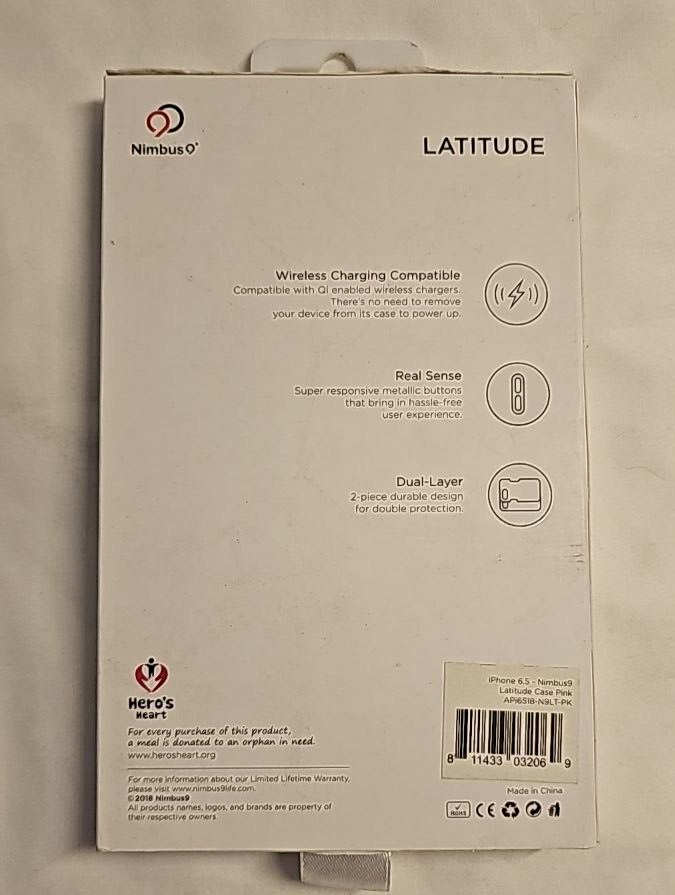 Nimbus9°
LATITUDE
Wireless Charging Compatible
Compatible with QI enabled wireless chargers.
There's no need to remove
your device from its case to power up.
Real Sense
Super responsive metallic buttons
that bring in hassle-free
user experience.
Dual-Layer
2-piece durable design
for double protection.
Hero's
Heart
For every purchase of this product,
a meal is donated to an orphan in need.
www.herosheart.org
For more information about our Limited Lifetime Warranty,
please visit www.nimbus9life.com.
©2018 Nimbus9
All products names, logos, and brands are property of
their respective owners.
iPhone 6.5 - Nimbus9
Latitude Case Pink
APi6518-N9LT-PK
8 11433 03206 9
Made in China
RoHS CE